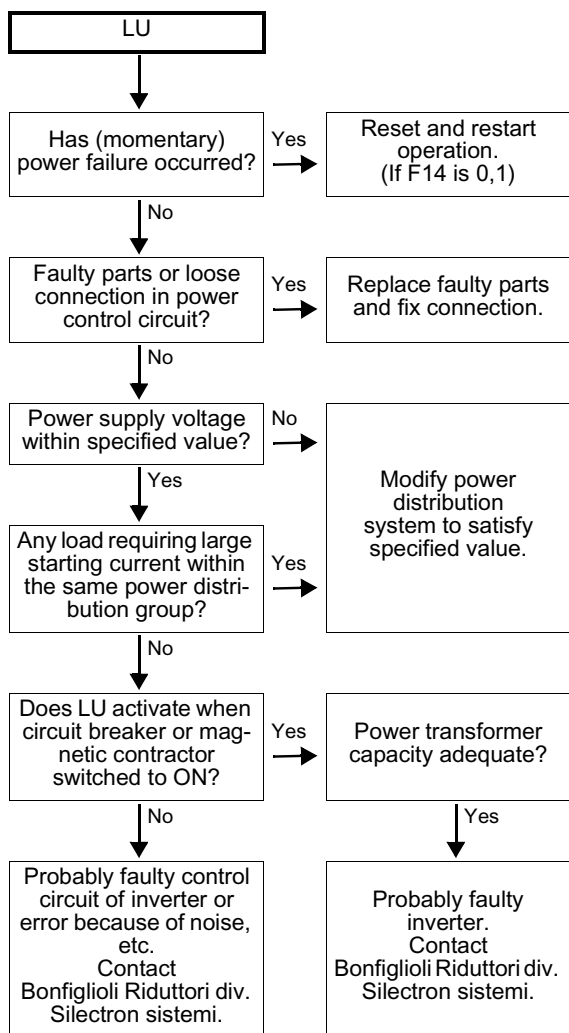 LU
Has (momentary)
power failure occurred?
Yes
Reset and restart
operation.
(If F14 is 0,1)
No
Faulty parts or loose
connection in power
control circuit?
Yes
Replace faulty parts
and fix connection.
No
Power supply voltage
within specified value?
No
Modify power
distribution
system to satisfy
specified value.
Yes
Any load requiring large
starting current within
the same power distri-
bution group?
Yes
No
Does LU activate when
circuit breaker or mag-
netic contractor
switched to ON?
Yes
Power transformer
capacity adequate?
No
Yes
Probably faulty control
circuit of inverter or
error because of noise,
etc.
Contact
Bonfiglioli Riduttori div.
Silectron sistemi.
Probably faulty
inverter.
Contact
Bonfiglioli Riduttori div.
Silectron sistemi.